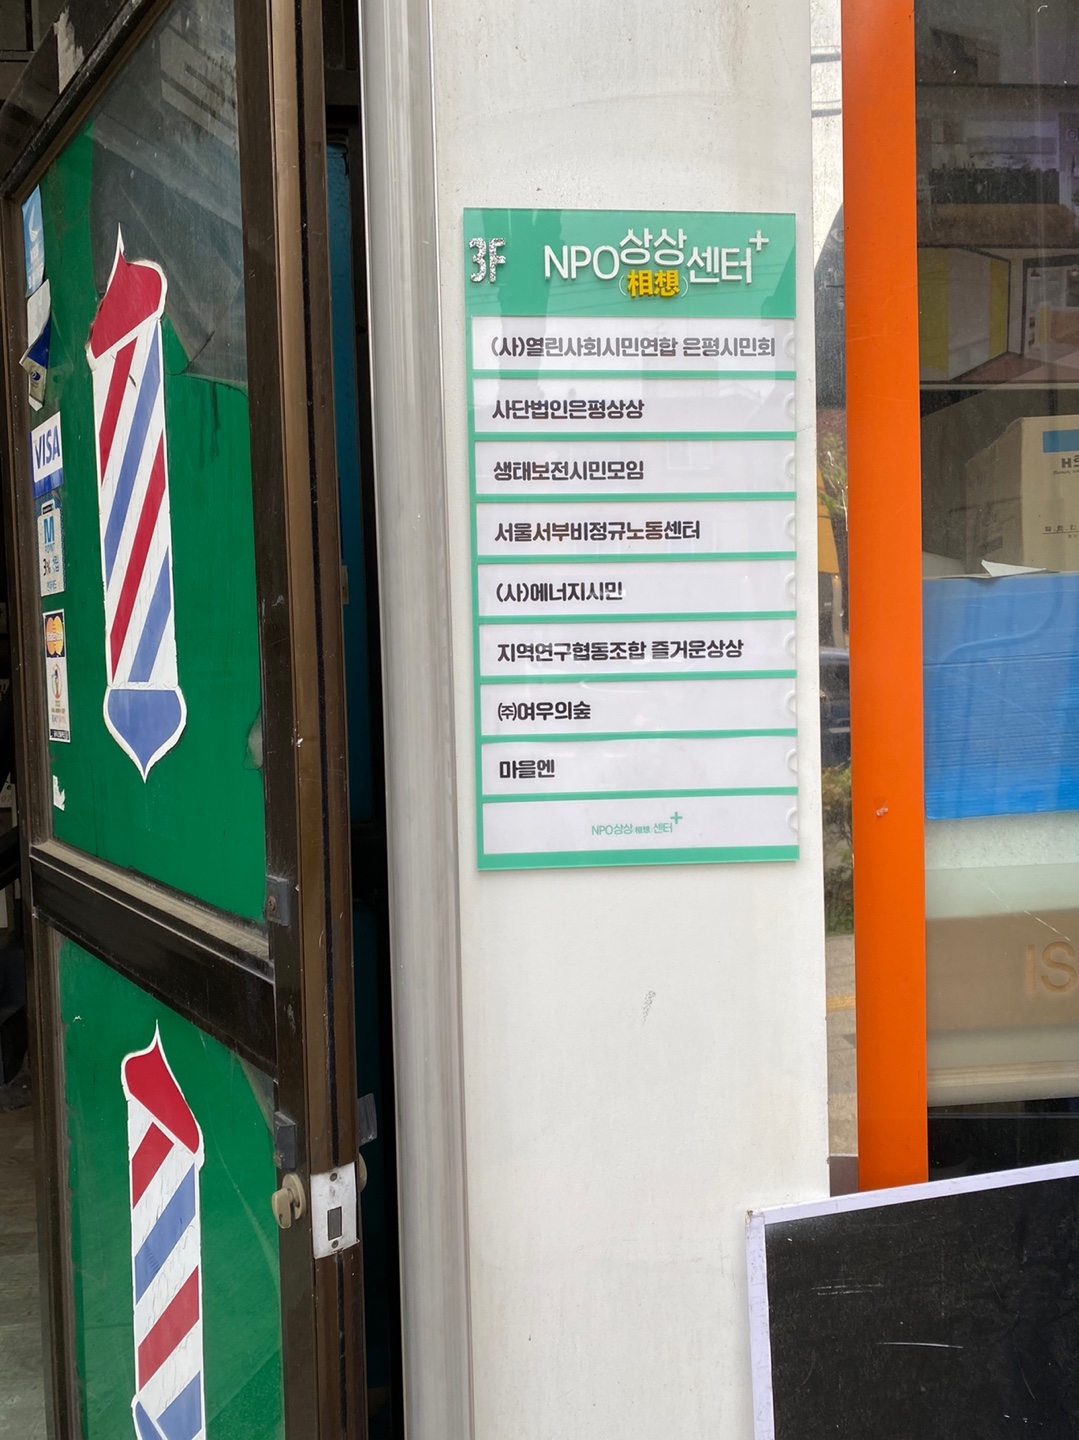 3F
NPO상상센터+
(相想)
(사)열린사회시민연합 은평시민회
사단법인은평상상
생태보전시민모임
서울서부비정규노동센터
(사)에너지시민
지역연구협동조합 즐거운상상
㈜여우의숲
마을엔
NPO상상 相想 센터+
VISA
M
IS